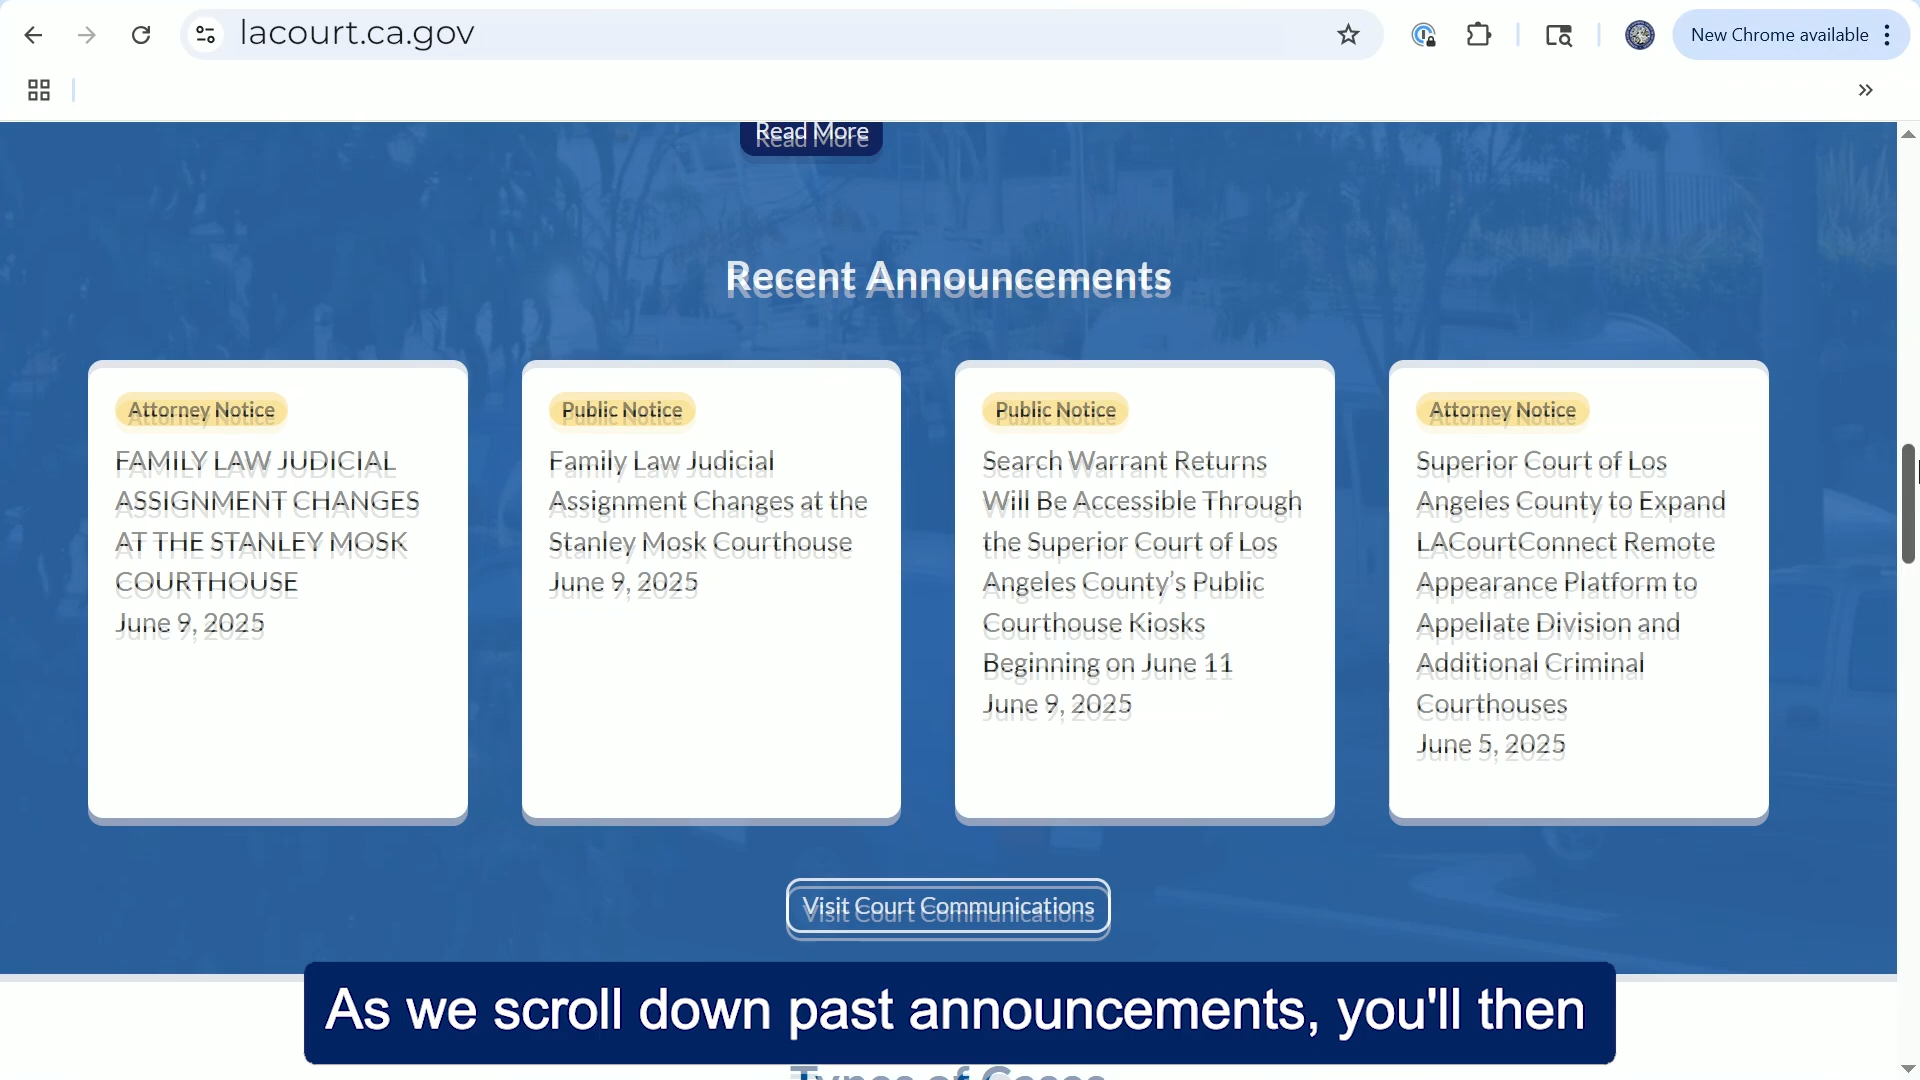 lacourt.ca.gov
New Chrome available
Read More
Recent Announcements
Attorney Notice
FAMILY LAW JUDICIAL
ASSIGNMENT CHANGES
AT THE STANLEY MOSK
COURTHOUSE
June 9, 2025
Public Notice
Family Law Judicial
Assignment Changes at the
Stanley Mosk Courthouse
June 9, 2025
Public Notice
Search Warrant Returns
Will Be Accessible Through
the Superior Court of Los
Angeles County’s Public
Courthouse Kiosks
Beginning on June 11
June 9, 2025
Attorney Notice
Superior Court of Los
Angeles County to Expand
LACourtConnect Remote
Appearance Platform to
Appellate Division and
Additional Criminal
Courthouses
June 5, 2025
Visit Court Communications
As we scroll down past announcements, you'll then
Types of Cases